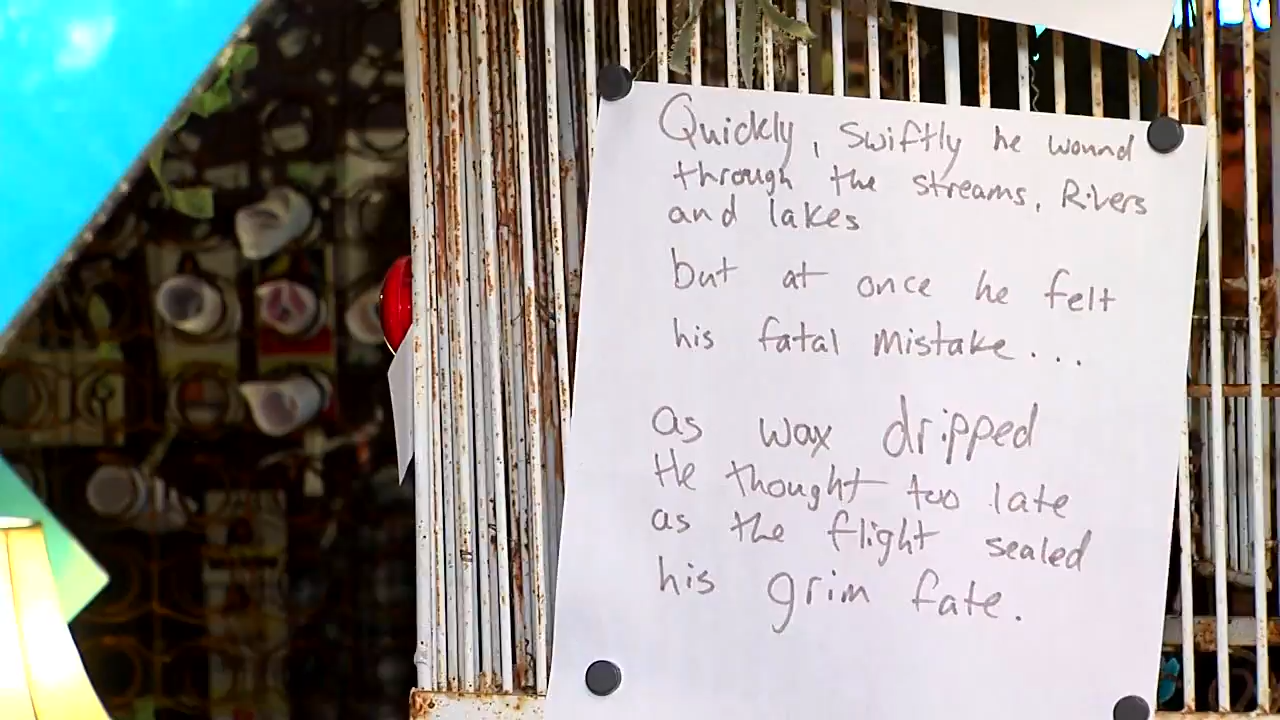 Quickly, Swiftly he wound
through the streams, Rivers
and lakes
but at once he felt
his fatal mistake...
as wax dripped
He thought too late
as the flight sealed
his grim fate.